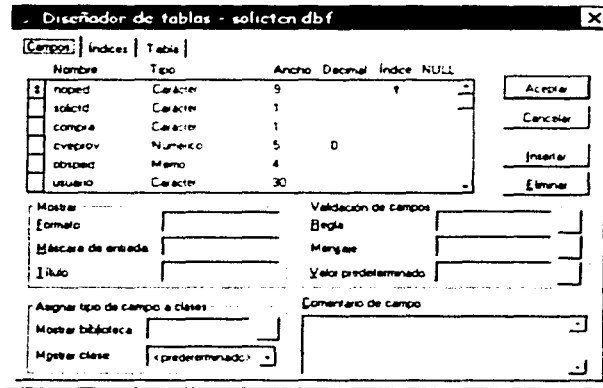 Diseñador de tablas - solicten dbf
Campos Índices Tabla
Nombre Tipo Ancho Decimal Índice NULL
noped Carácter 9
solictd Carácter 1
compra Carácter 1
cveprov Numérico 5 0
obsped Memo 4
usuario Carácter 30
Aceptar
Cancelar
Insertar
Eliminar
Mostrar
Formato
Máscara de entrada
Título
Validación de campos
Regla
Mensaje
Valor predeterminado
Asignar tipo de campo a clases
Mostrar biblioteca
Mostrar clase <predeterminado>
Comentario de campo